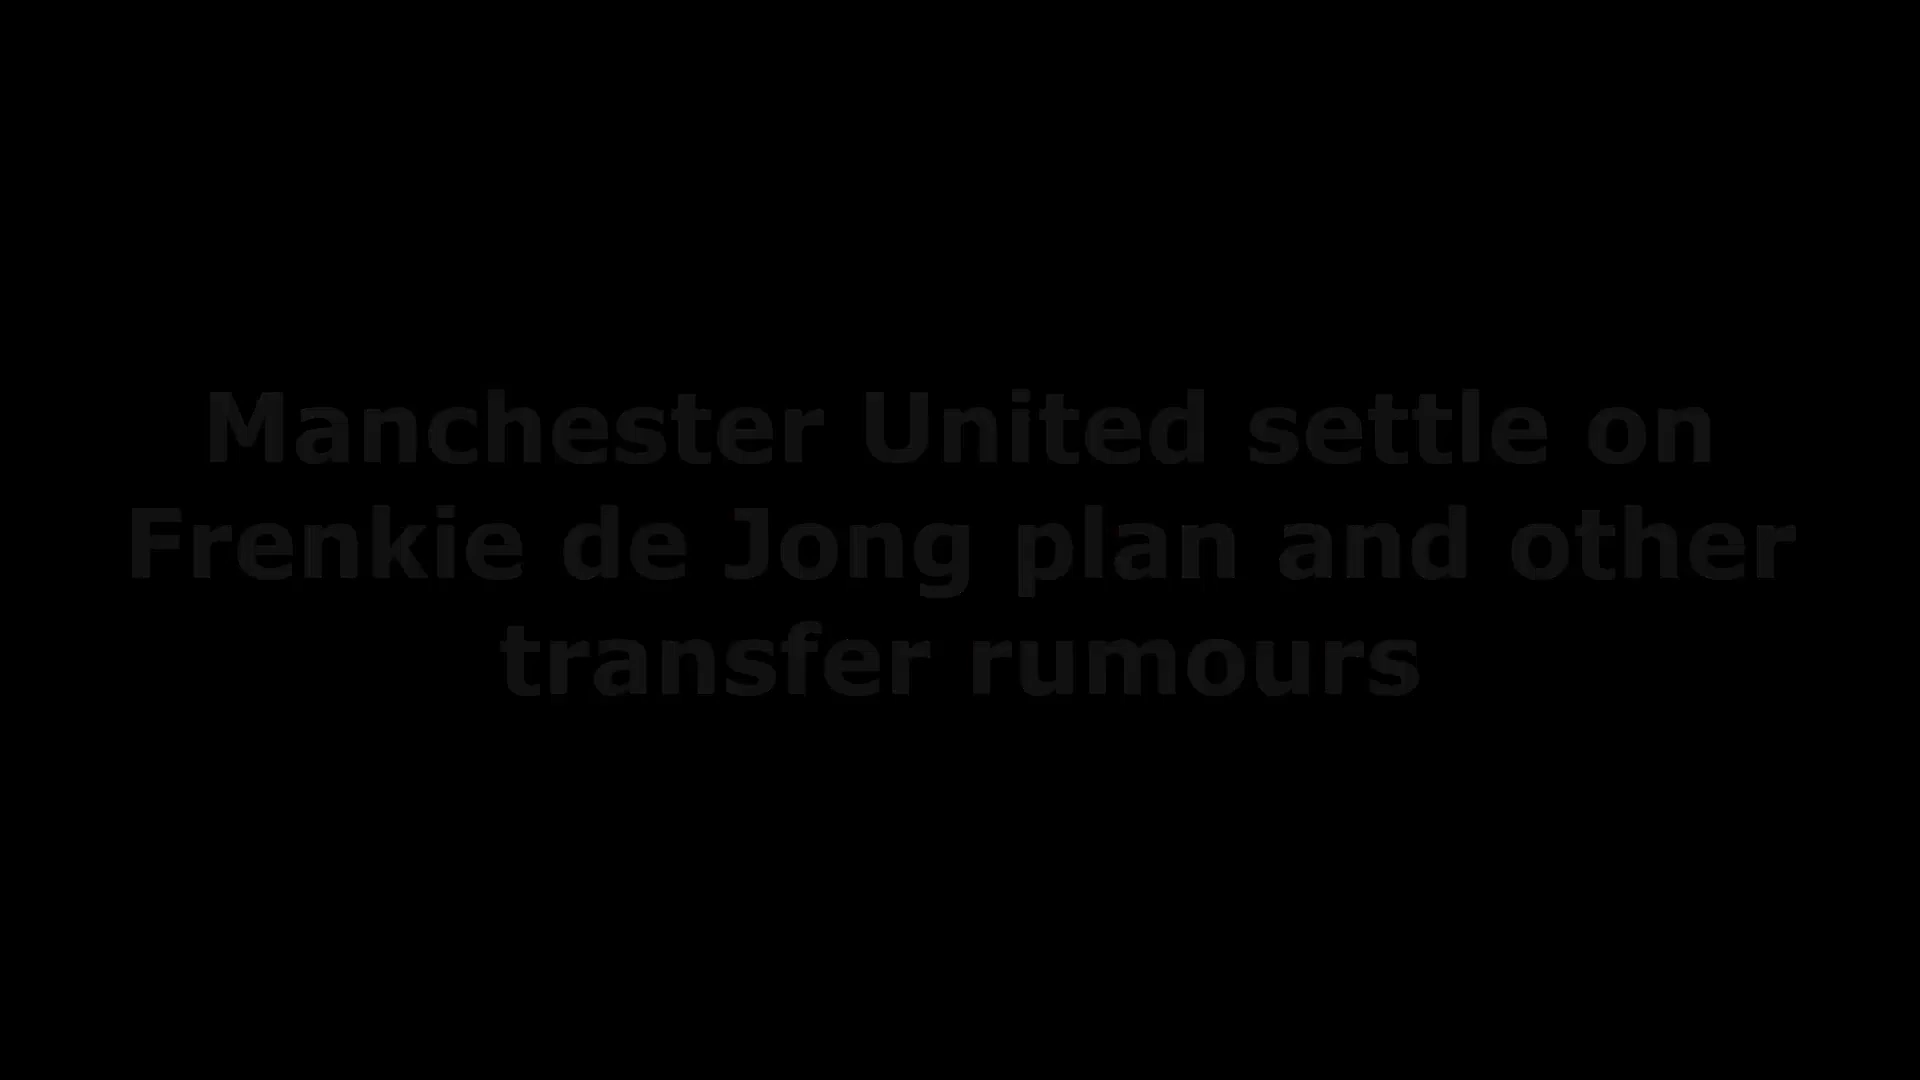 Manchester United settle on
Frenkie de Jong plan and other
transfer rumours